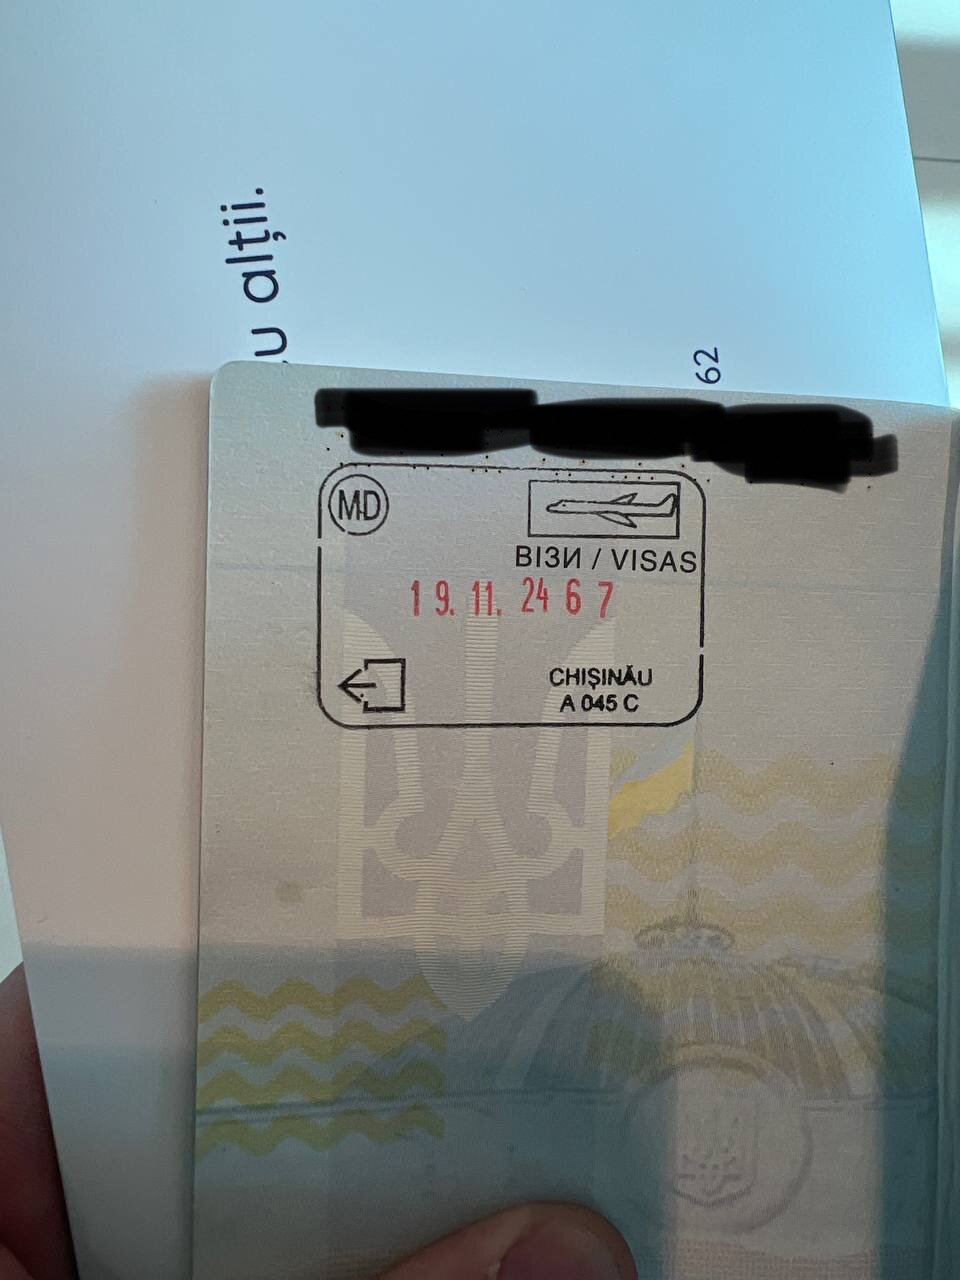 u alții.
62
MD
ВІЗИ / VISAS
19. 11. 24 6 7
CHIȘINĂU
A 045 C